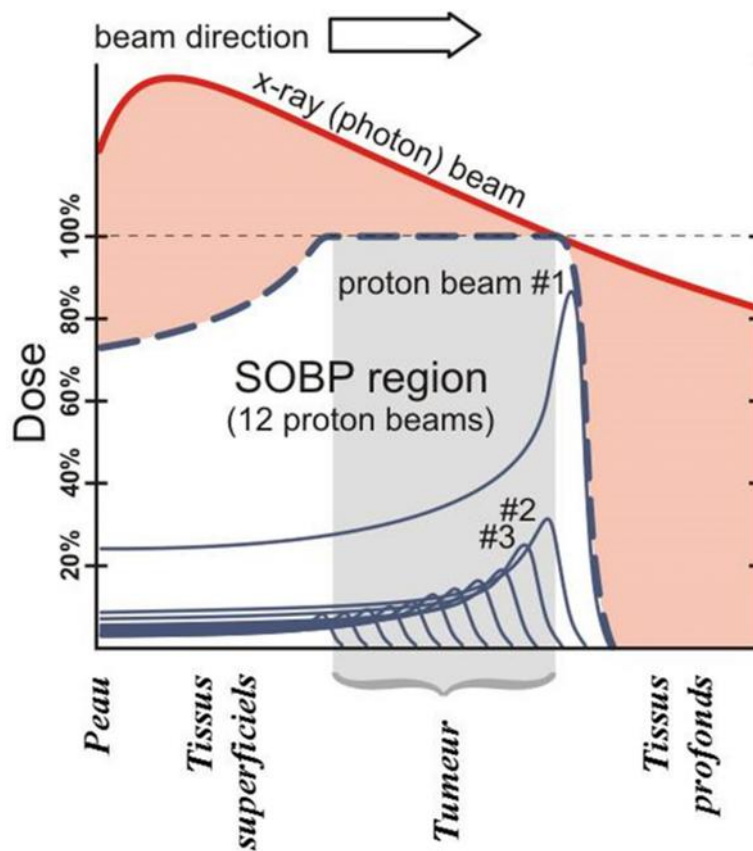 beam direction
x-ray (photon) beam
100%
80%
60%
40%
20%
Dose
proton beam #1
SOBP region
(12 proton beams)
#2
#3
Peau
Tissus
superficiels
Tumeur
Tissus
profonds